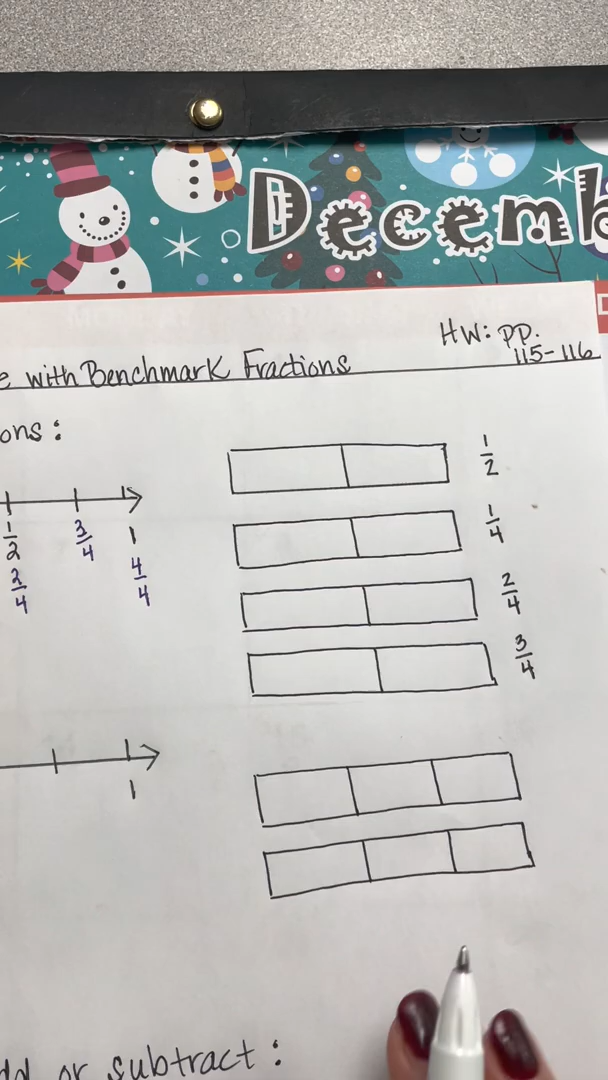 Decemb
HW: PP.
115-116
e with Benchmark Fractions
ons:
1/2 3/4 1
2/4 4/4
1/2
1/4
2/4
3/4
1
dd or subtract: